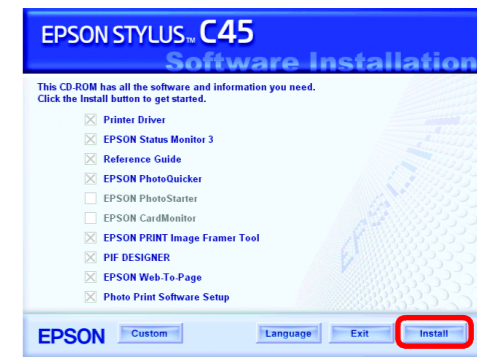 EPSON STYLUS™ C45
Software Installation
This CD-ROM has all the software and information you need.
Click the Install button to get started.
Printer Driver
EPSON Status Monitor 3
Reference Guide
EPSON PhotoQuicker
EPSON PhotoStarter
EPSON CardMonitor
EPSON PRINT Image Framer Tool
PIF DESIGNER
EPSON Web-To-Page
Photo Print Software Setup
EPSON
EPSON Custom Language Exit Install